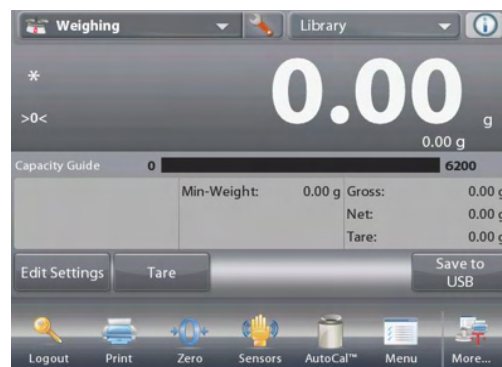 Weighing Library
*
0.00 g
>0<
0.00 g
Capacity Guide 0 6200
Min-Weight: 0.00 g Gross: 0.00 g
Net: 0.00 g
Tare: 0.00 g
Edit Settings Tare Save to USB
Logout Print Zero Sensors AutoCal™ Menu More...